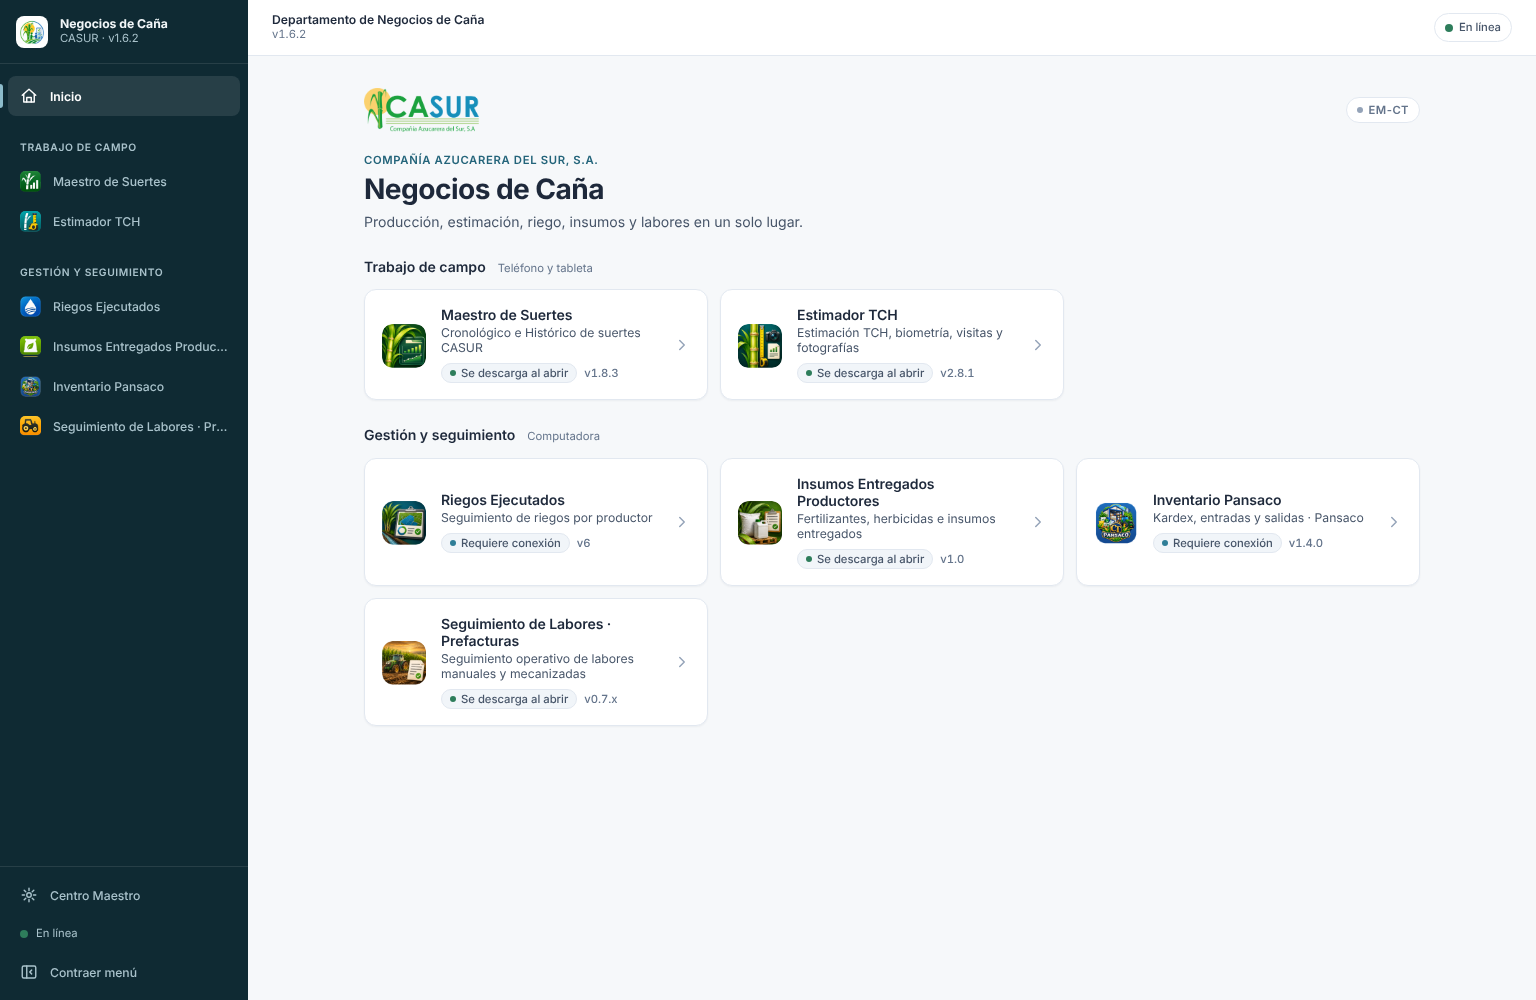 Negocios de Caña
CASUR · v1.6.2
Inicio
TRABAJO DE CAMPO
Maestro de Suertes
Estimador TCH
GESTIÓN Y SEGUIMIENTO
Riegos Ejecutados
Insumos Entregados Produc...
Inventario Pansaco
Seguimiento de Labores · Pr...
Centro Maestro
En línea
Contraer menú
Departamento de Negocios de Caña
v1.6.2
En línea
CASUR
Compañía Azucarera del Sur, S.A
EM-CT
COMPAÑÍA AZUCARERA DEL SUR, S.A.
Negocios de Caña
Producción, estimación, riego, insumos y labores en un solo lugar.
Trabajo de campo Teléfono y tableta
Maestro de Suertes
Cronológico e Histórico de suertes
CASUR
Se descarga al abrir v1.8.3
Estimador TCH
Estimación TCH, biometría, visitas y
fotografías
Se descarga al abrir v2.8.1
Gestión y seguimiento Computadora
Riegos Ejecutados
Seguimiento de riegos por productor
Requiere conexión v6
Insumos Entregados
Productores
Fertilizantes, herbicidas e insumos
entregados
Se descarga al abrir v1.0
PANSACO
Inventario Pansaco
Kardex, entradas y salidas · Pansaco
Requiere conexión v1.4.0
Seguimiento de Labores ·
Prefacturas
Seguimiento operativo de labores
manuales y mecanizadas
Se descarga al abrir v0.7.x